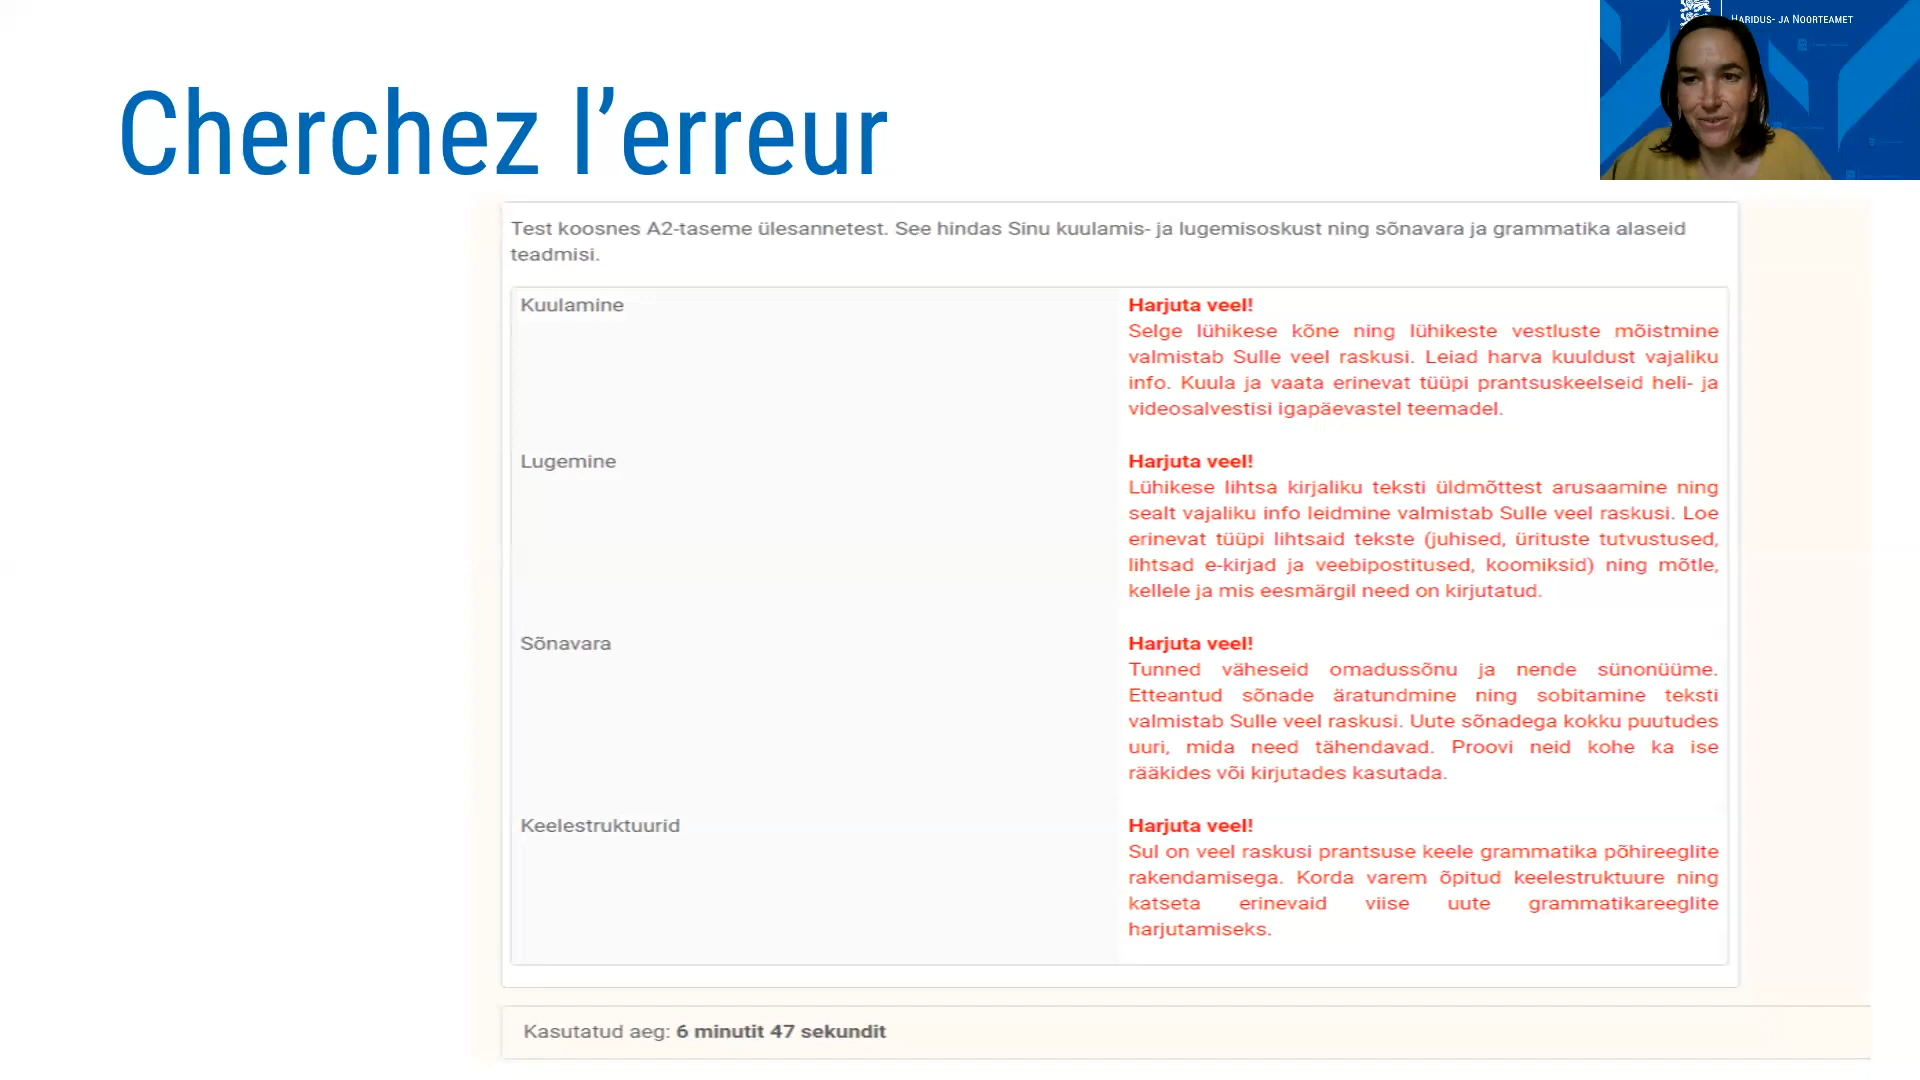 HARIDUS- JA NOORTEAMET
Cherchez l’erreur
Test koosnes A2-taseme ülesannetest. See hindas Sinu kuulamis- ja lugemisoskust ning sõnavara ja grammatika alaseid
teadmisi.
Kuulamine
Harjuta veel!
Selge lühikese kõne ning lühikeste vestluste mõistmine
valmistab Sulle veel raskusi. Leiad harva kuuldust vajaliku
info. Kuula ja vaata erinevat tüüpi prantsuskeelseid heli- ja
videosalvestisi igapäevastel teemadel.
Lugemine
Harjuta veel!
Lühikese lihtsa kirjaliku teksti üldmõttest arusaamine ning
sealt vajaliku info leidmine valmistab Sulle veel raskusi. Loe
erinevat tüüpi lihtsaid tekste (juhised, ürituste tutvustused,
lihtsad e-kirjad ja veebipostitused, koomiksid) ning mõtle,
kellele ja mis eesmärgil need on kirjutatud.
Sõnavara
Harjuta veel!
Tunned väheseid omadussõnu ja nende sünonüüme.
Etteantud sõnade äratundmine ning sobitamine teksti
valmistab Sulle veel raskusi. Uute sõnadega kokku puutudes
uuri, mida need tähendavad. Proovi neid kohe ka ise
rääkides või kirjutades kasutada.
Keelestruktuurid
Harjuta veel!
Sul on veel raskusi prantsuse keele grammatika põhireeglite
rakendamisega. Korda varem õpitud keelestruktuure ning
katseta erinevaid viise uute grammatikareeglite
harjutamiseks.
Kasutatud aeg: 6 minutit 47 sekundit